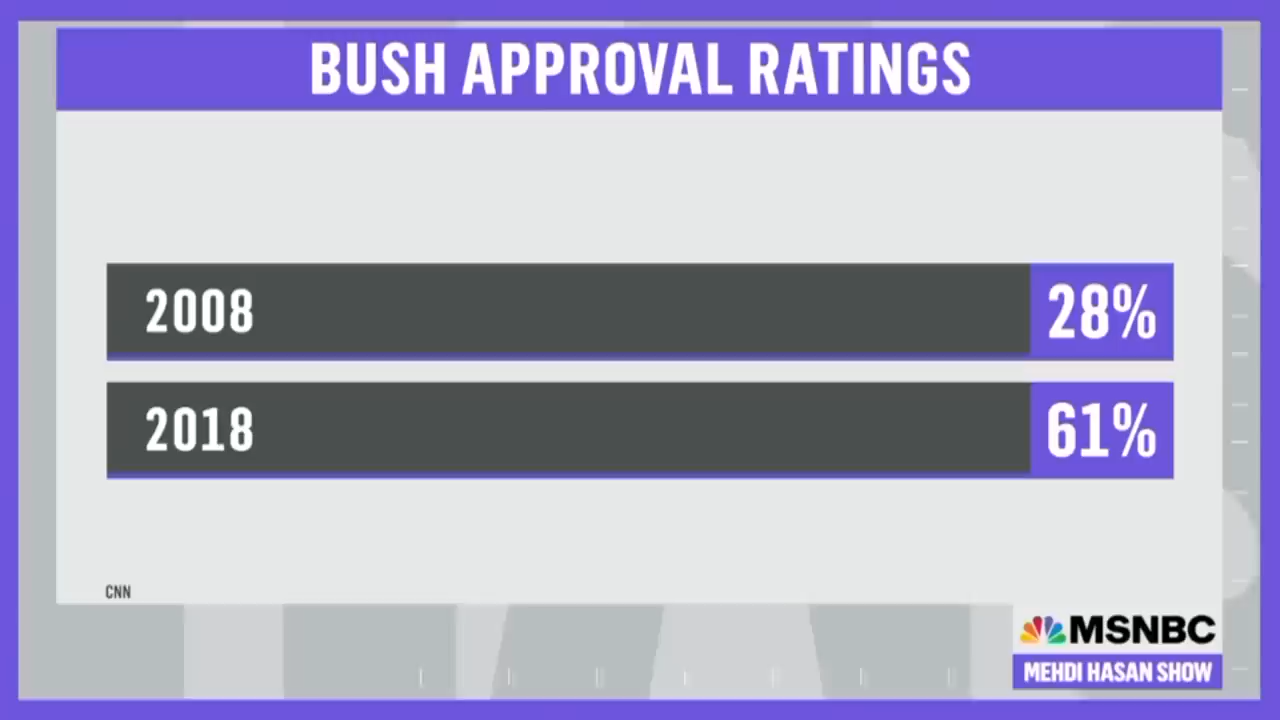 BUSH APPROVAL RATINGS
2008 28%
2018 61%
CNN
MSNBC
MEHDI HASAN SHOW